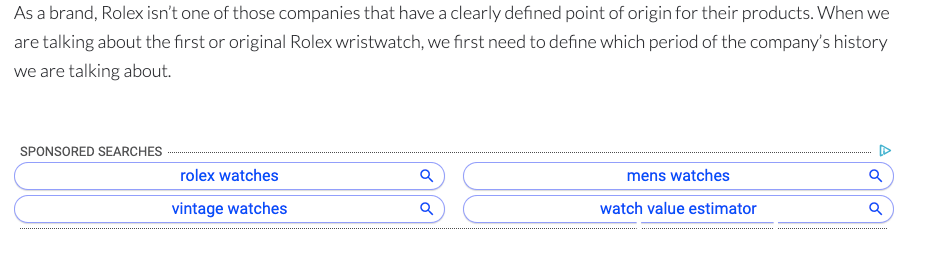 As a brand, Rolex isn't one of those companies that have a clearly defined point of origin for their products. When we
are talking about the first or original Rolex wristwatch, we first need to define which period of the company's history
we are talking about.
SPONSORED SEARCHES
rolex watches
mens watches
vintage watches
watch value estimator